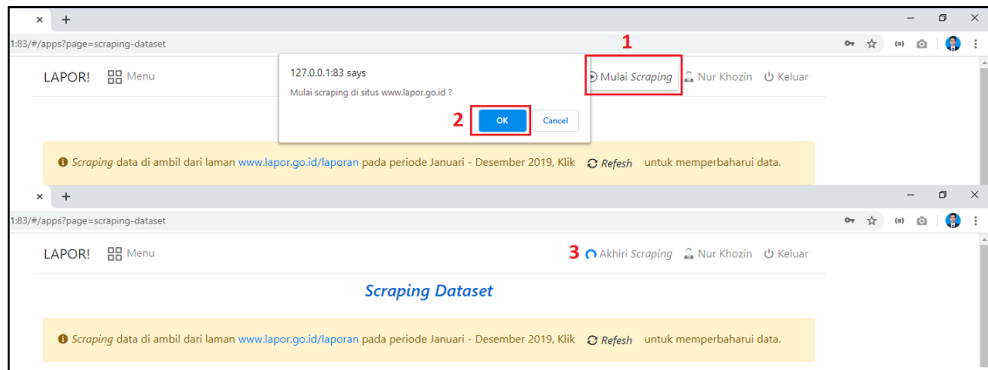 × +
1:83/#/apps?page=scraping-dataset
1
LAPOR! Menu
127.0.0.1:83 says
Mulai scraping di situs www.lapor.go.id ?
2 OK Cancel
Mulai Scraping Nur Khozin Keluar
Scraping data di ambil dari laman www.lapor.go.id/laporan pada periode Januari - Desember 2019, Klik Refesh untuk memperbaharui data.
× +
1:83/#/apps?page=scraping-dataset
LAPOR! Menu 3 Akhiri Scraping Nur Khozin Keluar
Scraping Dataset
Scraping data di ambil dari laman www.lapor.go.id/laporan pada periode Januari - Desember 2019, Klik Refesh untuk memperbaharui data.